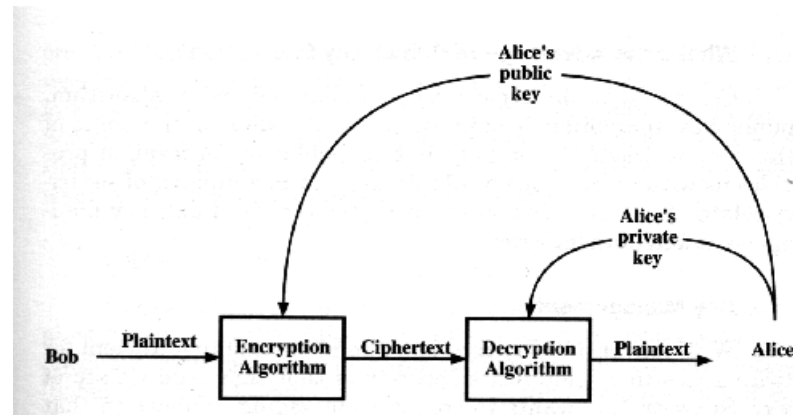 Alice's
public
key
Alice's
private
key
Bob
Plaintext
Encryption
Algorithm
Ciphertext
Decryption
Algorithm
Plaintext
Alice